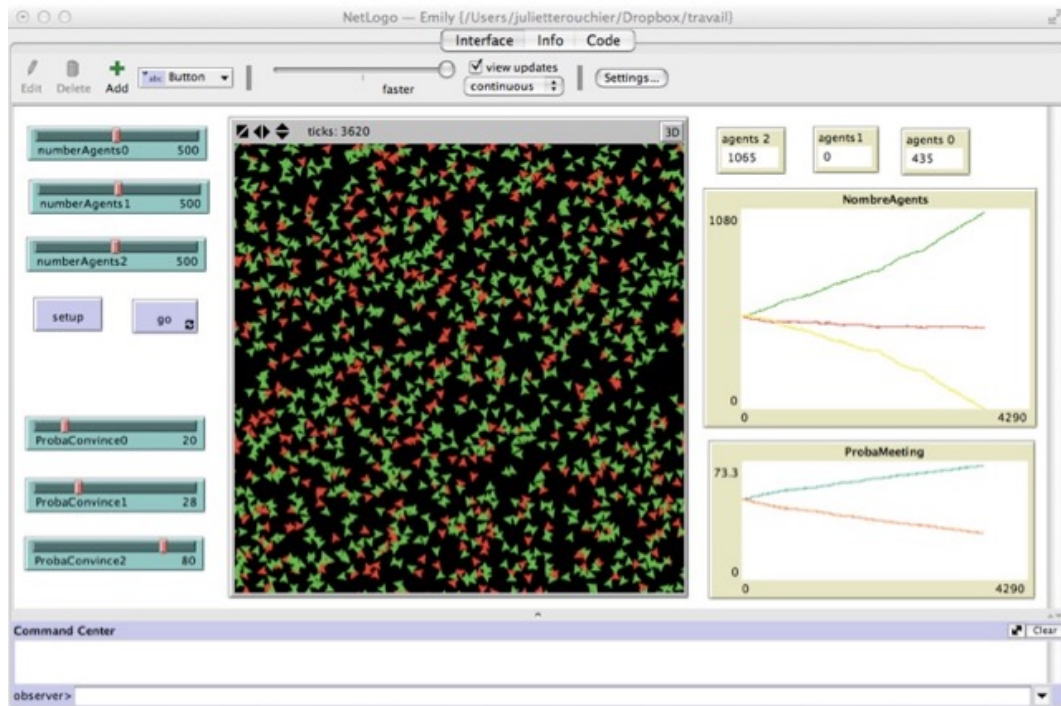 NetLogo — Emily {/Users/julietterouchier/Dropbox/travail}
Interface Info Code
Edit Delete Add abc Button faster view updates continuous Settings...
ticks: 3620 3D
numberAgents0 500
numberAgents1 500
numberAgents2 500
setup go
ProbaConvince0 20
ProbaConvince1 28
ProbaConvince2 80
agents 2 agents1 agents 0
1065 0 435
NombreAgents
1080
0
0 4290
ProbaMeeting
73.3
0
0 4290
Command Center Clear
observer>